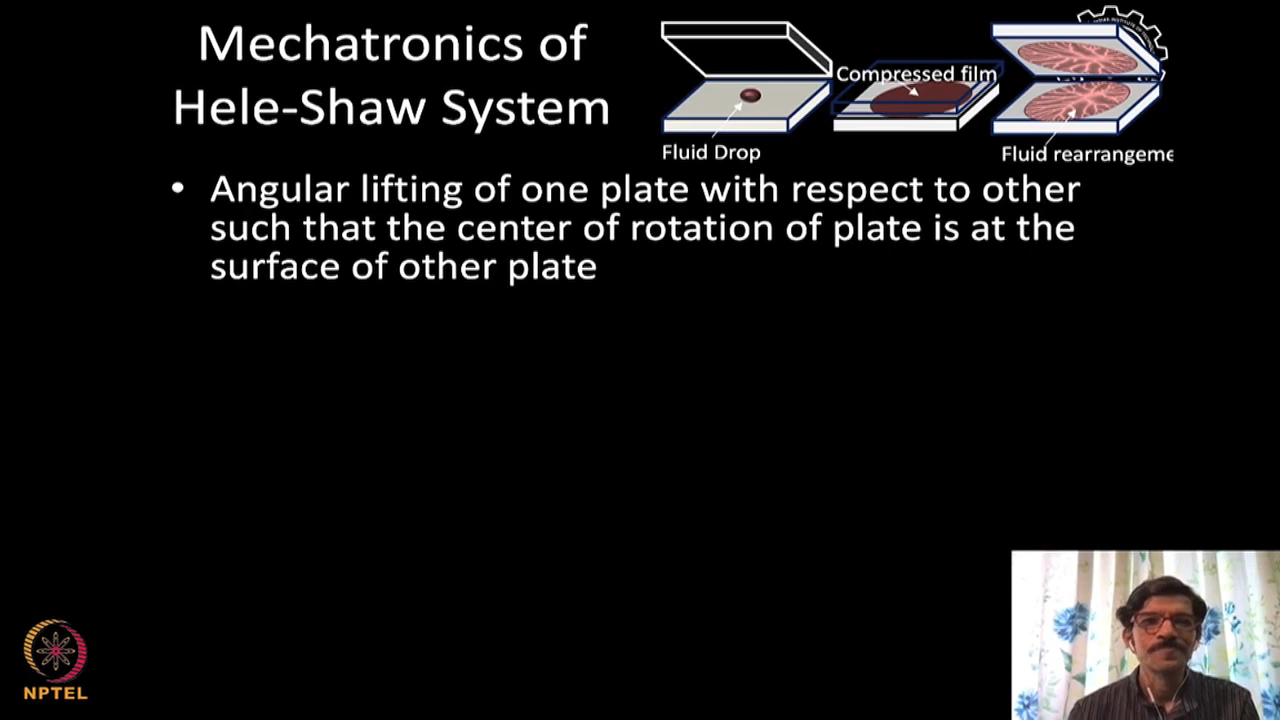 Mechatronics of
Hele-Shaw System
Compressed film
Fluid Drop
Fluid rearrangeme
• Angular lifting of one plate with respect to other
such that the center of rotation of plate is at the
surface of other plate
NPTEL